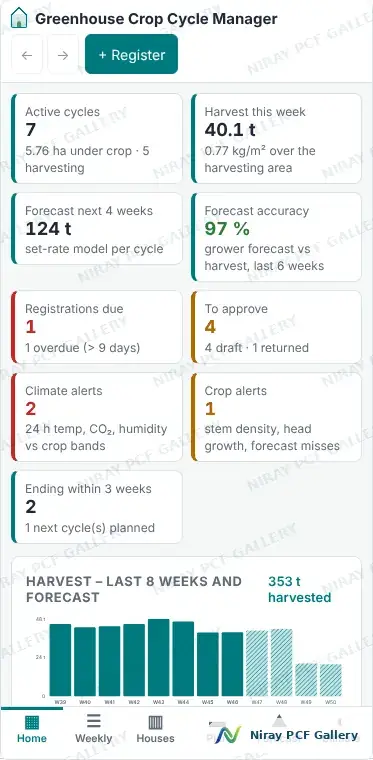 Greenhouse Crop Cycle Manager
← → + Register
Active cycles
7
5.76 ha under crop · 5
harvesting
Harvest this week
40.1 t
0.77 kg/m² over the
harvesting area
Forecast next 4 weeks
124 t
set-rate model per cycle
Forecast accuracy
97 %
grower forecast vs
harvest, last 6 weeks
Registrations due
1
1 overdue (> 9 days)
To approve
4
4 draft · 1 returned
Climate alerts
2
24 h temp, CO₂, humidity
vs crop bands
Crop alerts
1
stem density, head
growth, forecast misses
Ending within 3 weeks
2
1 next cycle(s) planned
HARVEST – LAST 8 WEEKS AND
FORECAST
353 t
harvested
48 t
24 t
0
W39 W40 W41 W42 W43 W44 W45 W46 W47 W48 W49 W50
Home Weekly Houses
Niray PCF Gallery
NIRAY PCF GALLERY